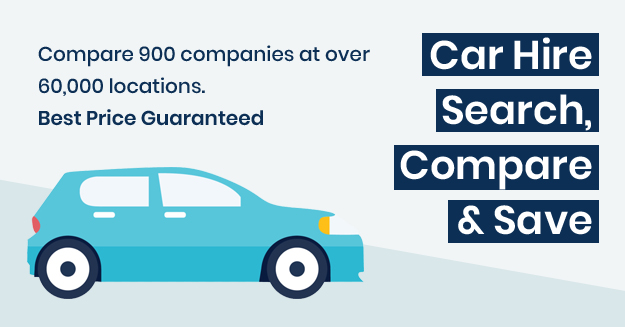 Compare 900 companies at over
60,000 locations.
Best Price Guaranteed
Car Hire
Search,
Compare
& Save